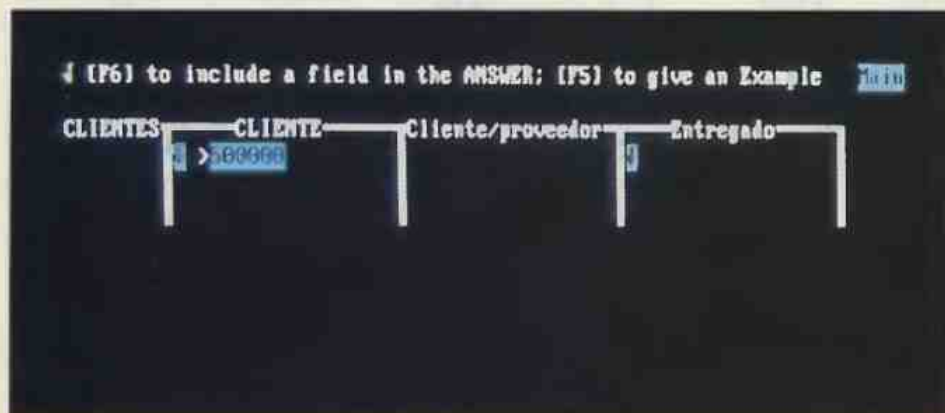 √ [F6] to include a field in the ANSWER; [F5] to give an Example Main
CLIENTES CLIENTE Cliente/proveedor Entregado
√ >500000 √